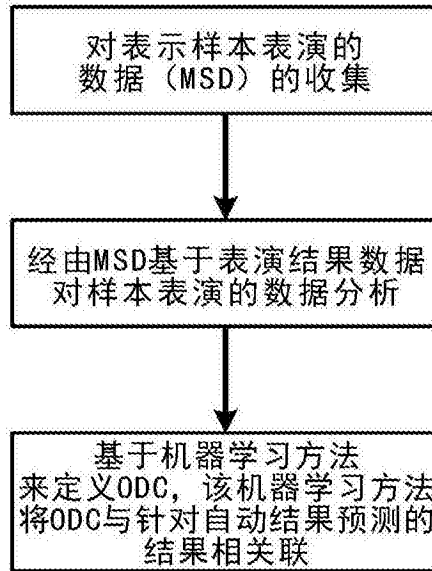 对表示样本表演的
数据（MSD）的收集
经由MSD基于表演结果数据
对样本表演的数据分析
基于机器学习方法
来定义ODC，该机器学习方法
将ODC与针对自动结果预测的
结果相关联